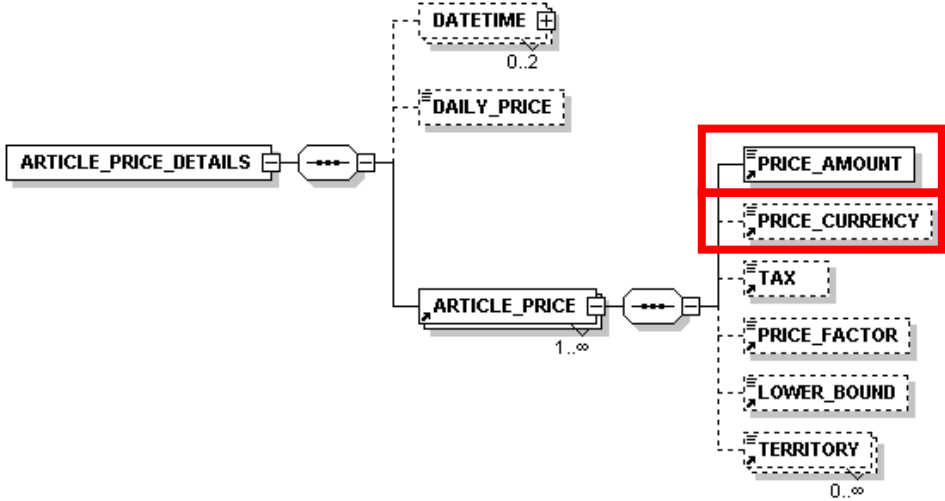 DATETIME
0..2
DAILY_PRICE
ARTICLE_PRICE_DETAILS
PRICE_AMOUNT
PRICE_CURRENCY
TAX
ARTICLE_PRICE
1..∞
PRICE_FACTOR
LOWER_BOUND
TERRITORY
0..∞